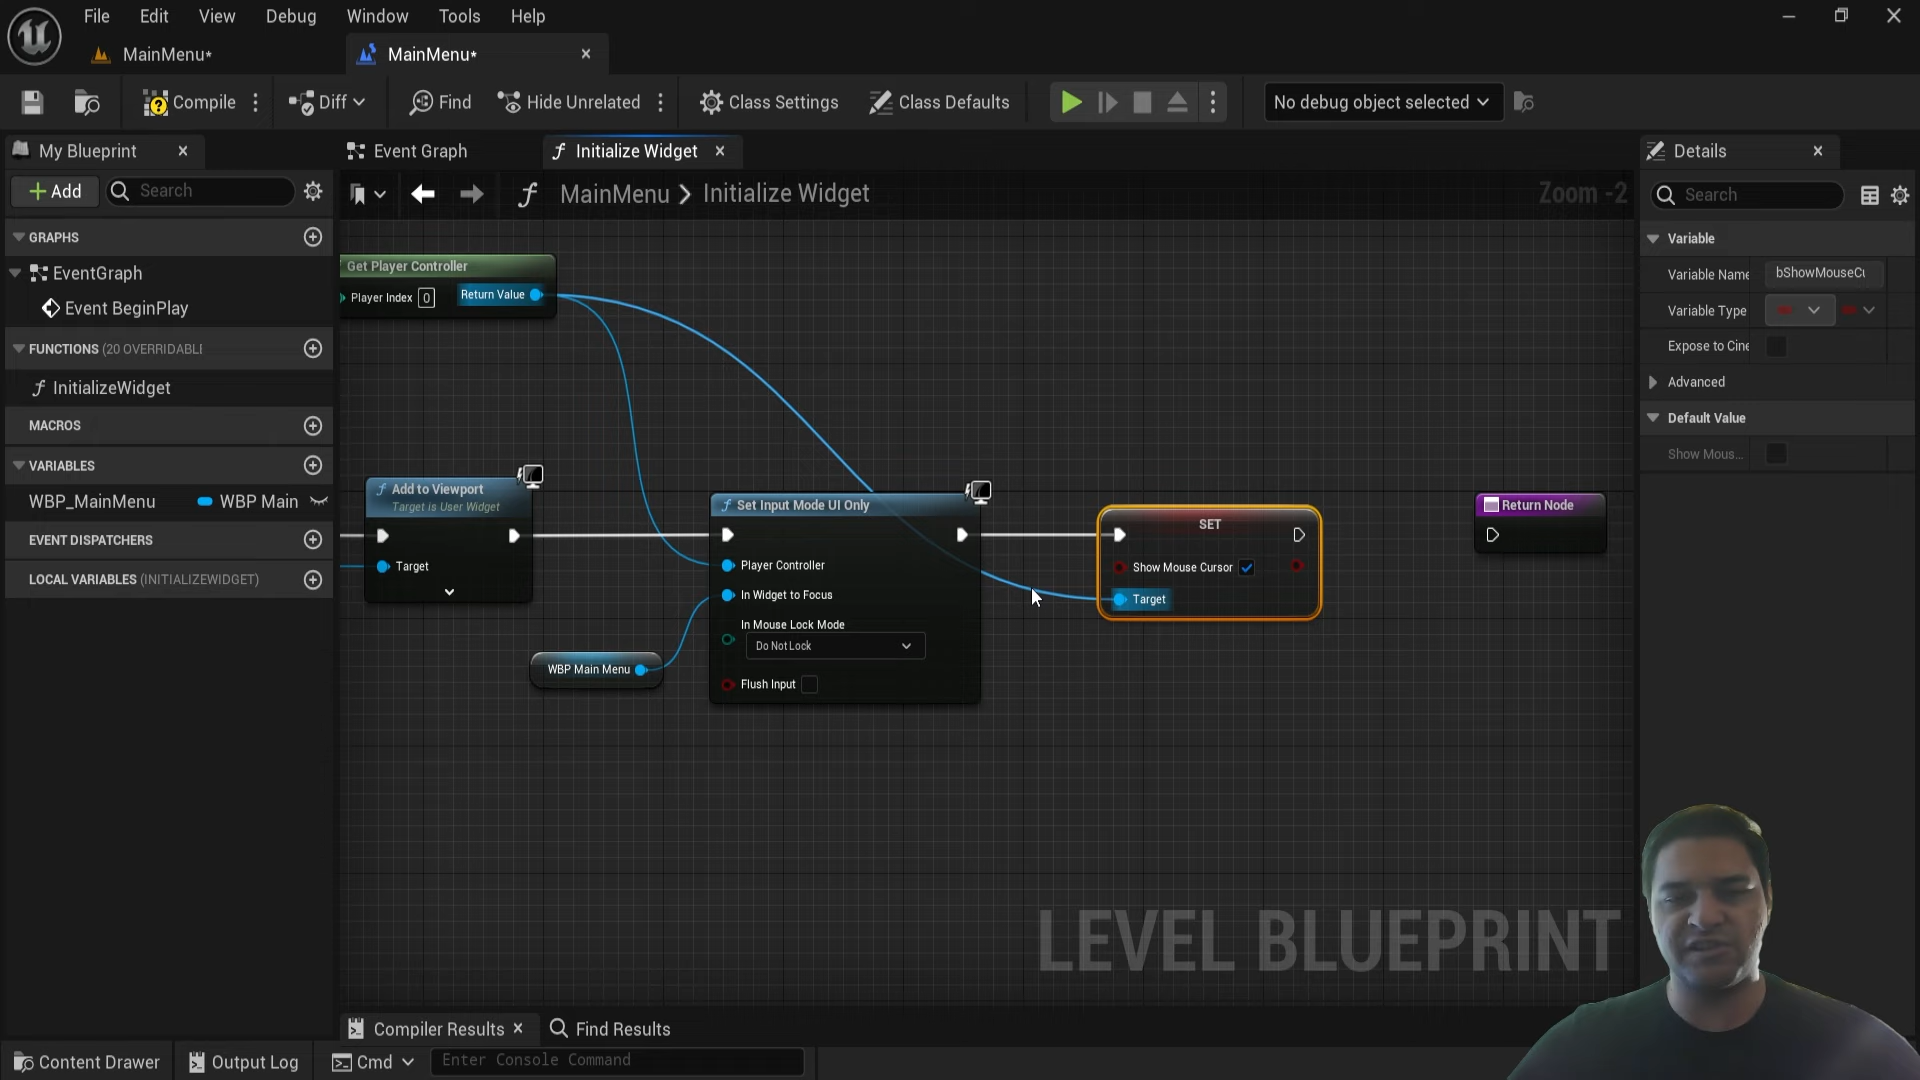 File Edit View Debug Window Tools Help
MainMenu*
MainMenu*
Compile Diff Find Hide Unrelated Class Settings Class Defaults No debug object selected
My Blueprint
Event Graph
Initialize Widget
Details
Add Search
MainMenu Initialize Widget
Zoom -2
Search
GRAPHS
EventGraph
Event BeginPlay
FUNCTIONS (20 OVERRIDABLI
InitializeWidget
MACROS
VARIABLES
WBP_MainMenu WBP Main
EVENT DISPATCHERS
LOCAL VARIABLES (INITIALIZEWIDGET)
Get Player Controller
Player Index 0 Return Value
Add to Viewport
Target is User Widget
Target
Set Input Mode UI Only
Player Controller
In Widget to Focus
In Mouse Lock Mode
Do Not Lock
Flush Input
WBP Main Menu
SET
Show Mouse Cursor
Target
Return Node
Variable
Variable Name bShowMouseCu
Variable Type
Expose to Cine
Advanced
Default Value
Show Mous...
LEVEL BLUEPRINT
Compiler Results Find Results
Content Drawer Output Log Cmd Enter Console Command